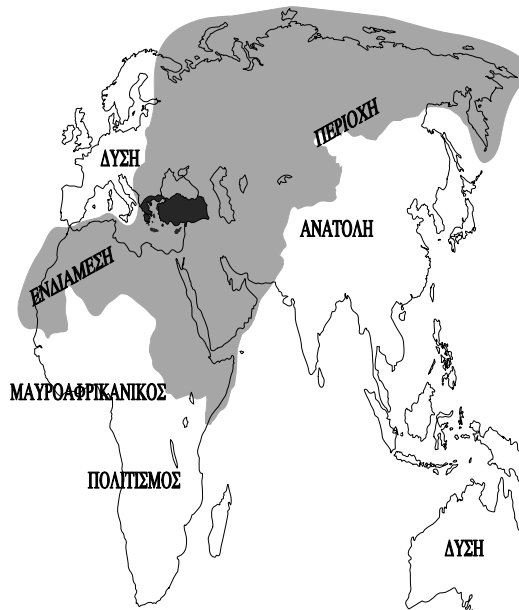 ΠΕΡΙΟΧΗ
ΔΥΣΗ
ΑΝΑΤΟΛΗ
ΕΝΔΙΑΜΕΣΗ
ΜΑΥΡΟΑΦΡΙΚΑΝΙΚΟΣ
ΠΟΛΙΤΙΣΜΟΣ
ΔΥΣΗ